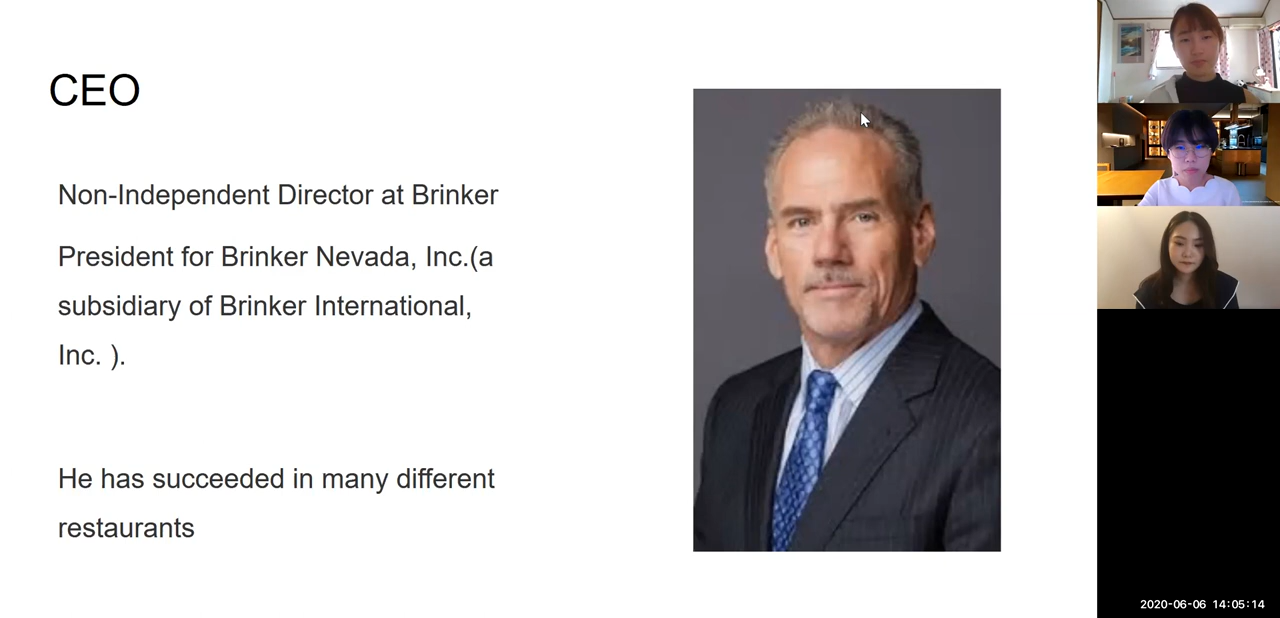 CEO
Non-Independent Director at Brinker
President for Brinker Nevada, Inc.(a
subsidiary of Brinker International,
Inc. ).
He has succeeded in many different
restaurants
2020-06-06 14:05:14